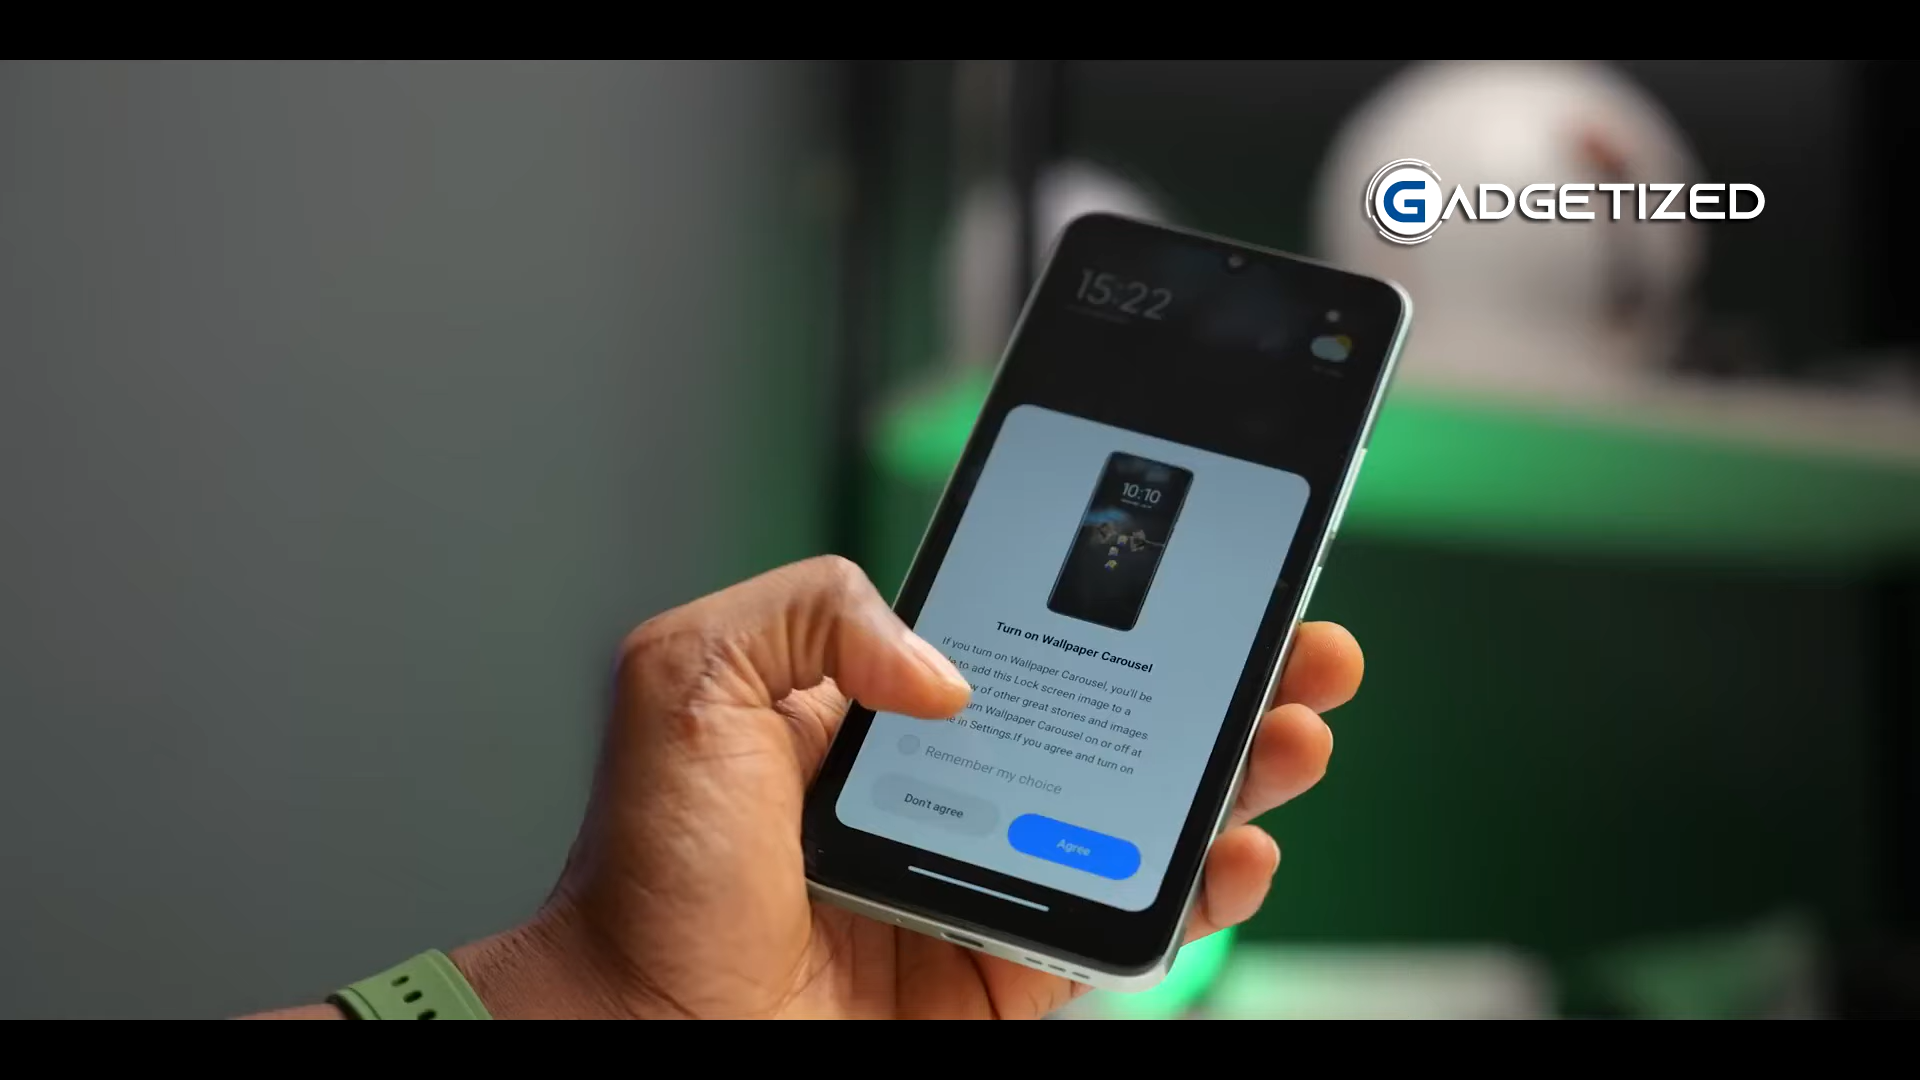 GADGETIZED
15:22
10:10
Turn on Wallpaper Carousel
If you turn on Wallpaper Carousel, you'll be
to add this Lock screen image to a
of other great stories and images.
Wallpaper Carousel on or off at
in Settings.If you agree and turn on
Remember my choice
Don't agree
Agree